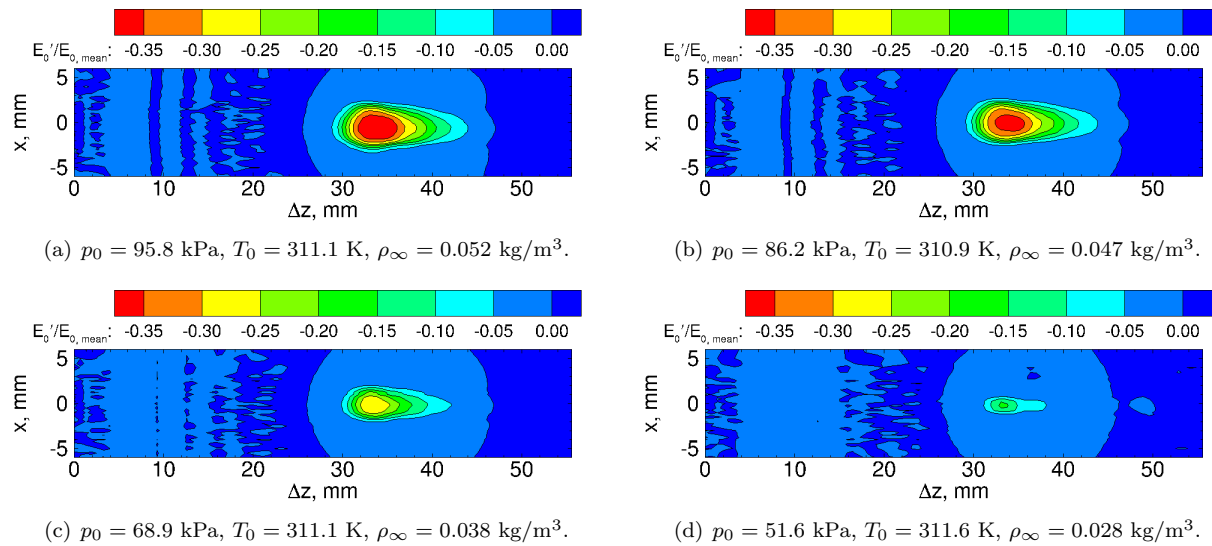 E₀′/E₀, mean: -0.35 -0.30 -0.25 -0.20 -0.15 -0.10 -0.05 0.00
x, mm
5
0
-5
0 10 20 30 40 50
Δz, mm
(a) p₀ = 95.8 kPa, T₀ = 311.1 K, ρ∞ = 0.052 kg/m³.
E₀′/E₀, mean: -0.35 -0.30 -0.25 -0.20 -0.15 -0.10 -0.05 0.00
x, mm
5
0
-5
0 10 20 30 40 50
Δz, mm
(b) p₀ = 86.2 kPa, T₀ = 310.9 K, ρ∞ = 0.047 kg/m³.
E₀′/E₀, mean: -0.35 -0.30 -0.25 -0.20 -0.15 -0.10 -0.05 0.00
x, mm
5
0
-5
0 10 20 30 40 50
Δz, mm
(c) p₀ = 68.9 kPa, T₀ = 311.1 K, ρ∞ = 0.038 kg/m³.
E₀′/E₀, mean: -0.35 -0.30 -0.25 -0.20 -0.15 -0.10 -0.05 0.00
x, mm
5
0
-5
0 10 20 30 40 50
Δz, mm
(d) p₀ = 51.6 kPa, T₀ = 311.6 K, ρ∞ = 0.028 kg/m³.